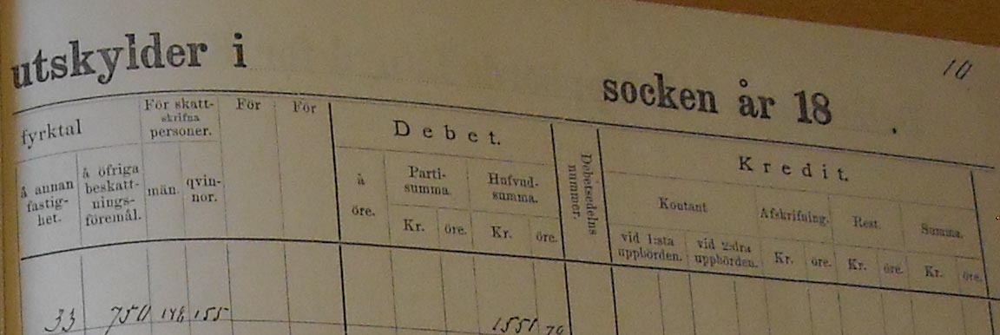 10
utskylder i socken år 18 .
fyrktal
För skatt-
skrifna
personer.
För För
Debet.
Debetsedelns
nummer.
Kredit.
å annan
fastig-
het.
å öfriga
beskatt-
nings-
föremål.
män.
qvin-
nor.
à
öre.
Parti-
summa.
Hufvud-
summa.
Kr. öre. Kr. öre.
Kontant
Afskrifning.
Rest.
Summa.
vid 1:sta
uppbörden.
vid 2:dra
uppbörden.
Kr. öre. Kr. öre. Kr. öre.
33 750 148 155 1551 70